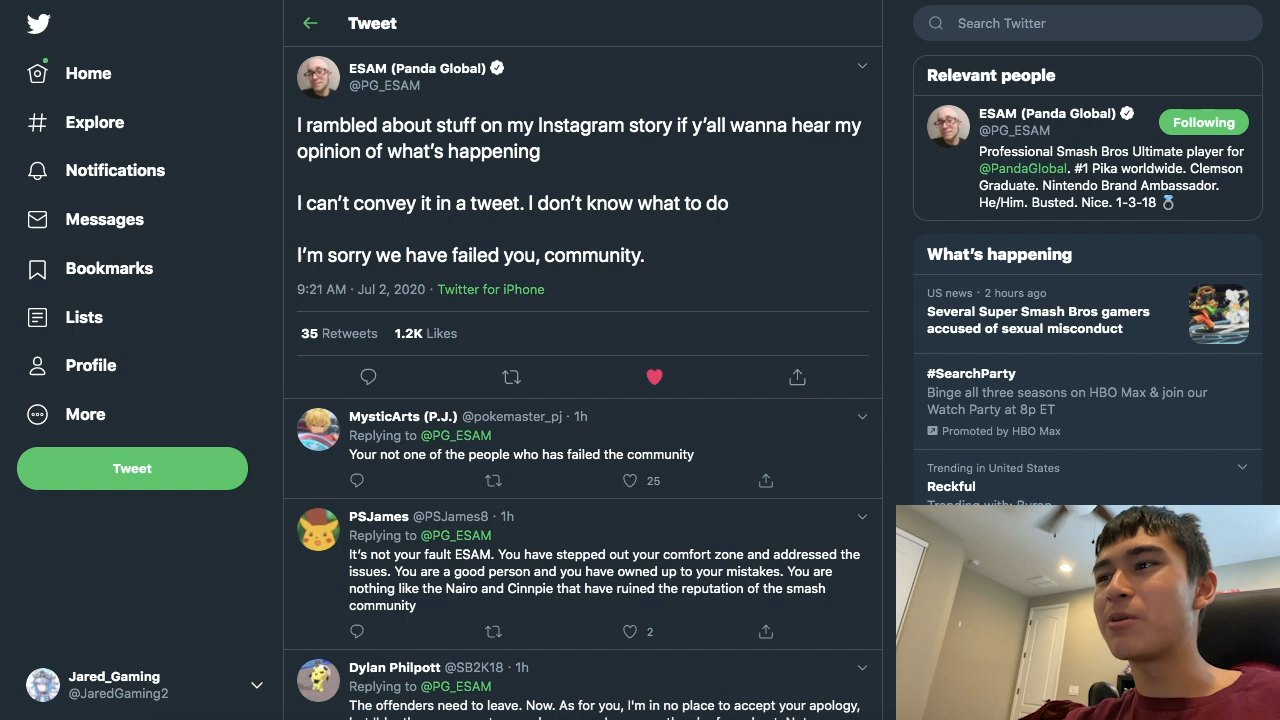 Home
Explore
Notifications
Messages
Bookmarks
Lists
Profile
More
Tweet
Jared_Gaming
@JaredGaming2
Tweet
ESAM (Panda Global)
@PG_ESAM
I rambled about stuff on my Instagram story if y'all wanna hear my
opinion of what's happening
I can't convey it in a tweet. I don't know what to do
I'm sorry we have failed you, community.
9:21 AM · Jul 2, 2020 · Twitter for iPhone
35 Retweets 1.2K Likes
MysticArts (P.J.) @pokemaster_pj · 1h
Replying to @PG_ESAM
Your not one of the people who has failed the community
25
PSJames @PSJames8 · 1h
Replying to @PG_ESAM
It's not your fault ESAM. You have stepped out your comfort zone and addressed the
issues. You are a good person and you have owned up to your mistakes. You are
nothing like the Nairo and Cinnpie that have ruined the reputation of the smash
community
2
Dylan Philpott @SB2K18 · 1h
Replying to @PG_ESAM
The offenders need to leave. Now. As for you, I'm in no place to accept your apology,
Search Twitter
Relevant people
ESAM (Panda Global)
@PG_ESAM
Following
Professional Smash Bros Ultimate player for
@PandaGlobal. #1 Pika worldwide. Clemson
Graduate. Nintendo Brand Ambassador.
He/Him. Busted. Nice. 1-3-18
What's happening
US news · 2 hours ago
Several Super Smash Bros gamers
accused of sexual misconduct
#SearchParty
Binge all three seasons on HBO Max & join our
Watch Party at 8p ET
Promoted by HBO Max
Trending in United States
Reckful
Trending with: Byron